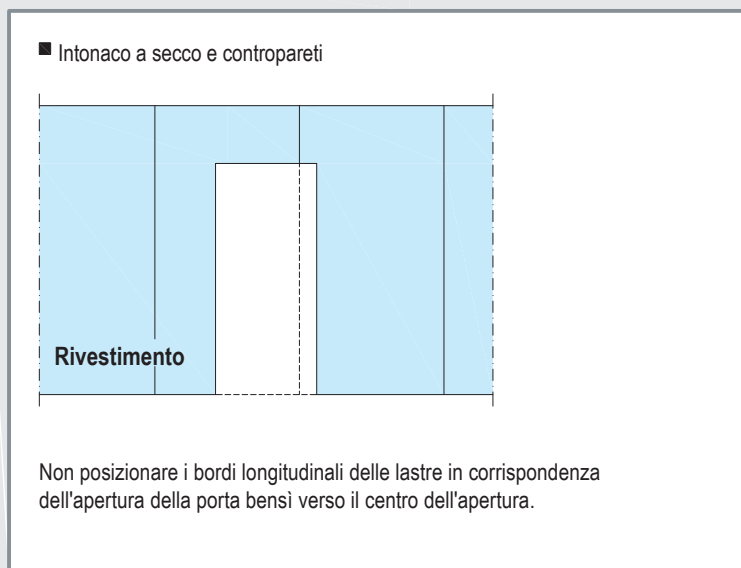 Intonaco a secco e contropareti
Rivestimento
Non posizionare i bordi longitudinali delle lastre in corrispondenza
dell'apertura della porta bensì verso il centro dell'apertura.